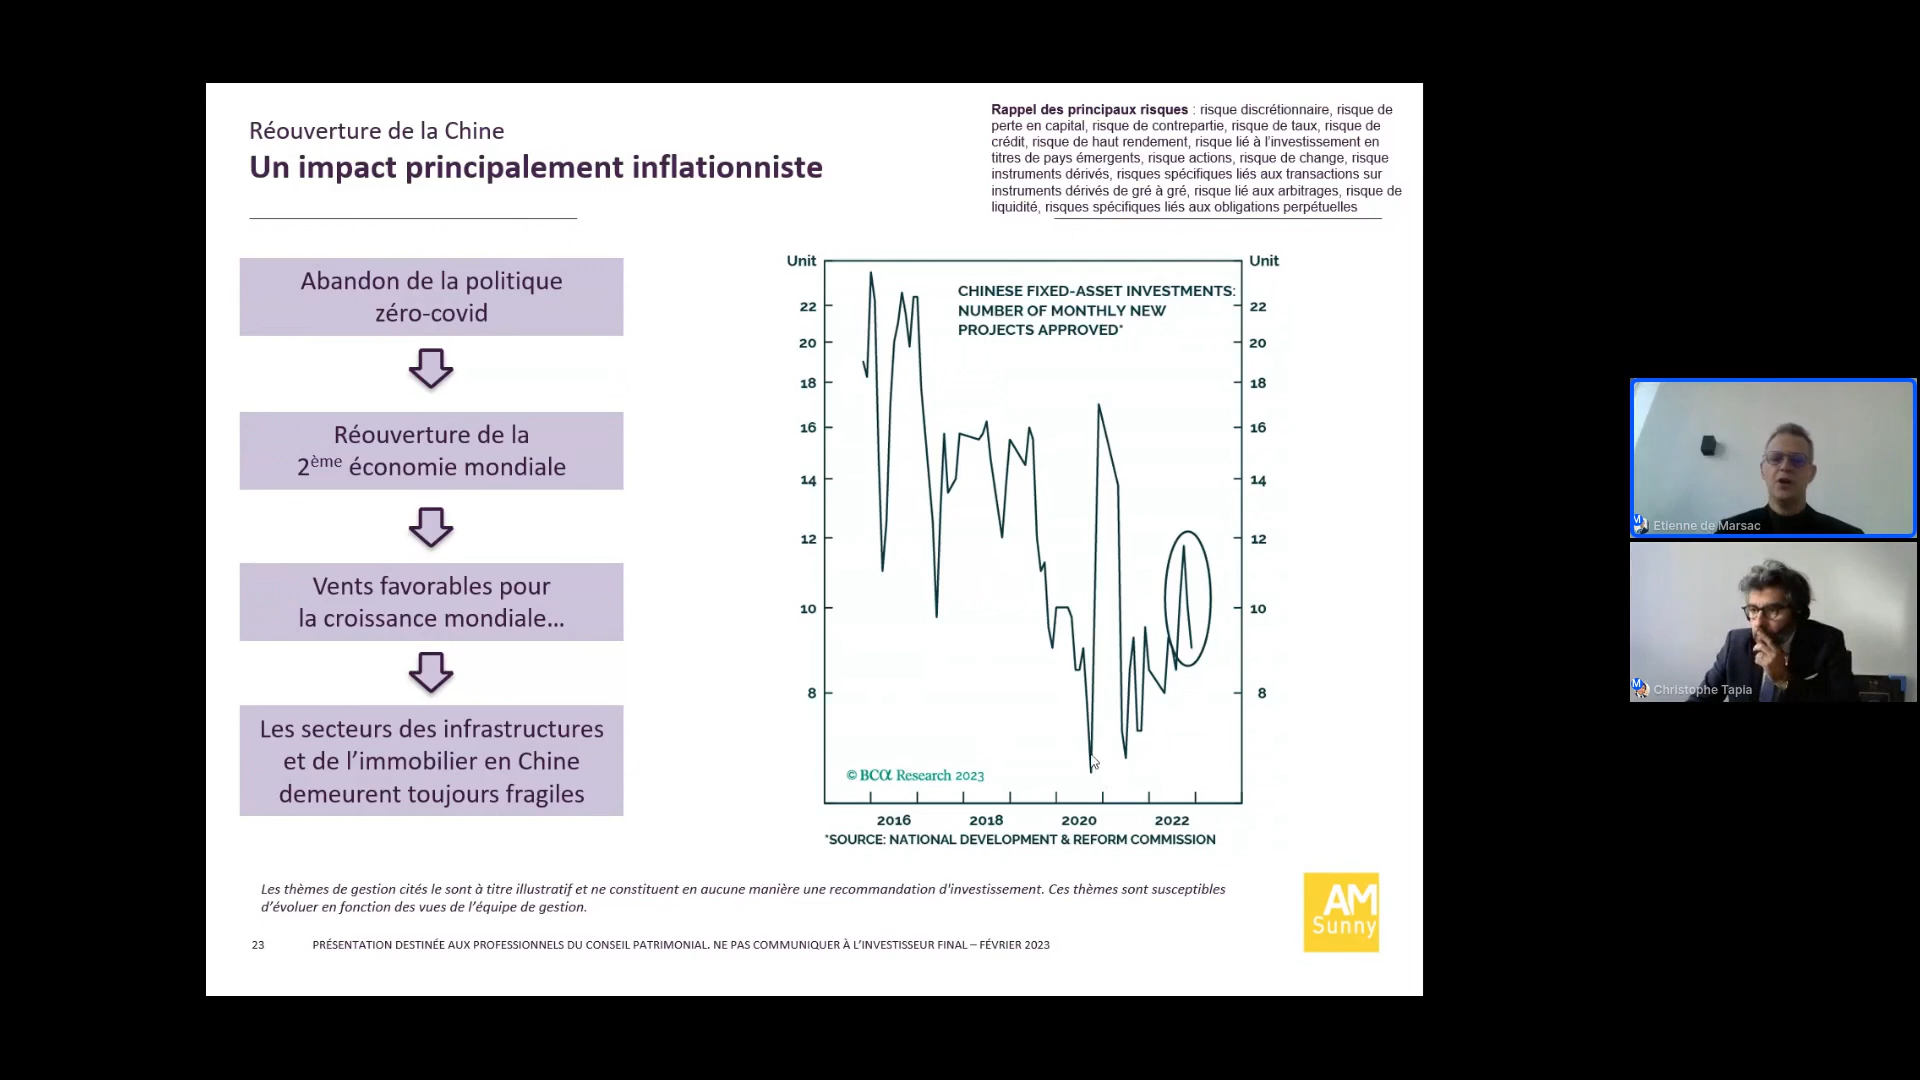 Réouverture de la Chine
Un impact principalement inflationniste
Rappel des principaux risques : risque discrétionnaire, risque de
perte en capital, risque de contrepartie, risque de taux, risque de
crédit, risque de haut rendement, risque lié à l'investissement en
titres de pays émergents, risque actions, risque de change, risque
instruments dérivés, risques spécifiques liés aux transactions sur
instruments dérivés de gré à gré, risque lié aux arbitrages, risque de
liquidité, risques spécifiques liés aux obligations perpétuelles
Abandon de la politique
zéro-covid
Réouverture de la
2ème économie mondiale
Vents favorables pour
la croissance mondiale...
Les secteurs des infrastructures
et de l'immobilier en Chine
demeurent toujours fragiles
Unit
Unit
CHINESE FIXED-ASSET INVESTMENTS:
NUMBER OF MONTHLY NEW
PROJECTS APPROVED*
22
22
20
20
18
18
16
16
14
14
12
12
10
10
8
8
© BCα Research 2023
2016 2018 2020 2022
*SOURCE: NATIONAL DEVELOPMENT & REFORM COMMISSION
Les thèmes de gestion cités le sont à titre illustratif et ne constituent en aucune manière une recommandation d'investissement. Ces thèmes sont susceptibles
d'évoluer en fonction des vues de l'équipe de gestion.
23 PRÉSENTATION DESTINÉE AUX PROFESSIONNELS DU CONSEIL PATRIMONIAL. NE PAS COMMUNIQUER À L'INVESTISSEUR FINAL – FÉVRIER 2023
AM
Sunny
M
Etienne de Marsac
M
Christophe Tapia